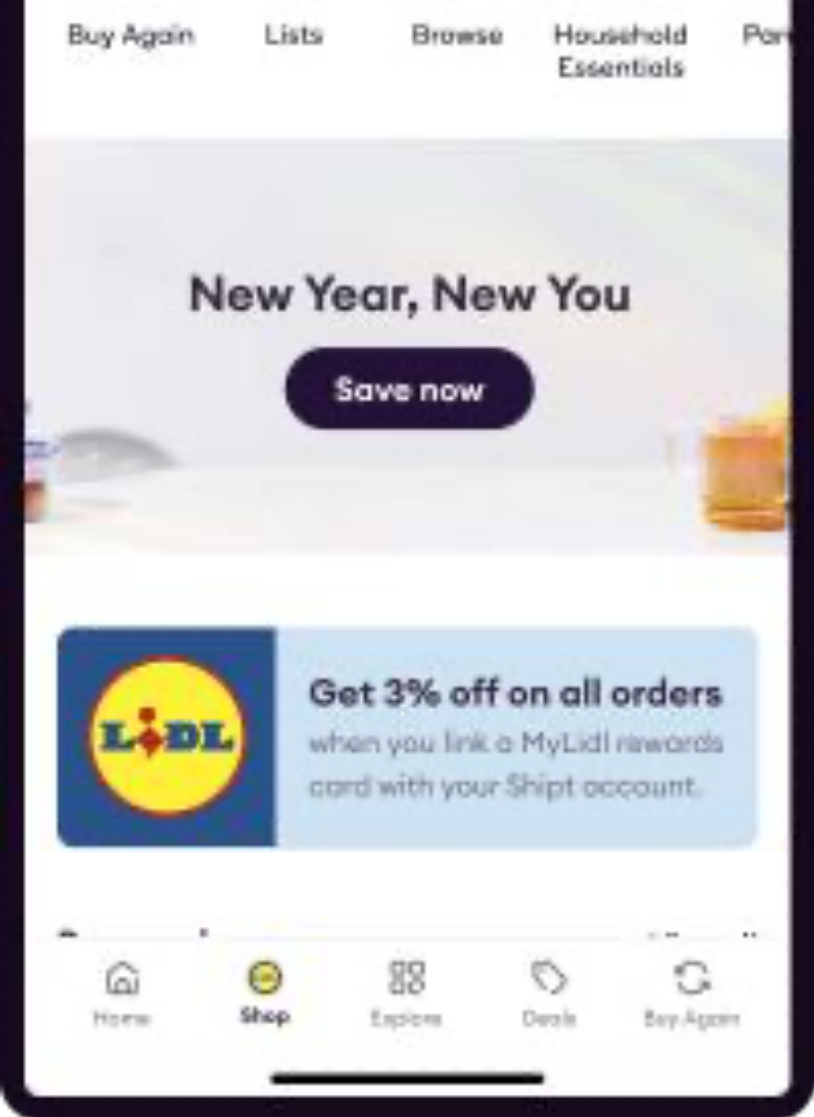 Buy Again
Lists
Browse
Household
Essentials
New Year, New You
Save now
LIDL
Get 3% off on all orders
when you link a MyLidl rewards
card with your Shipt account.
Home
Shop
Explore
Deals
Buy Again